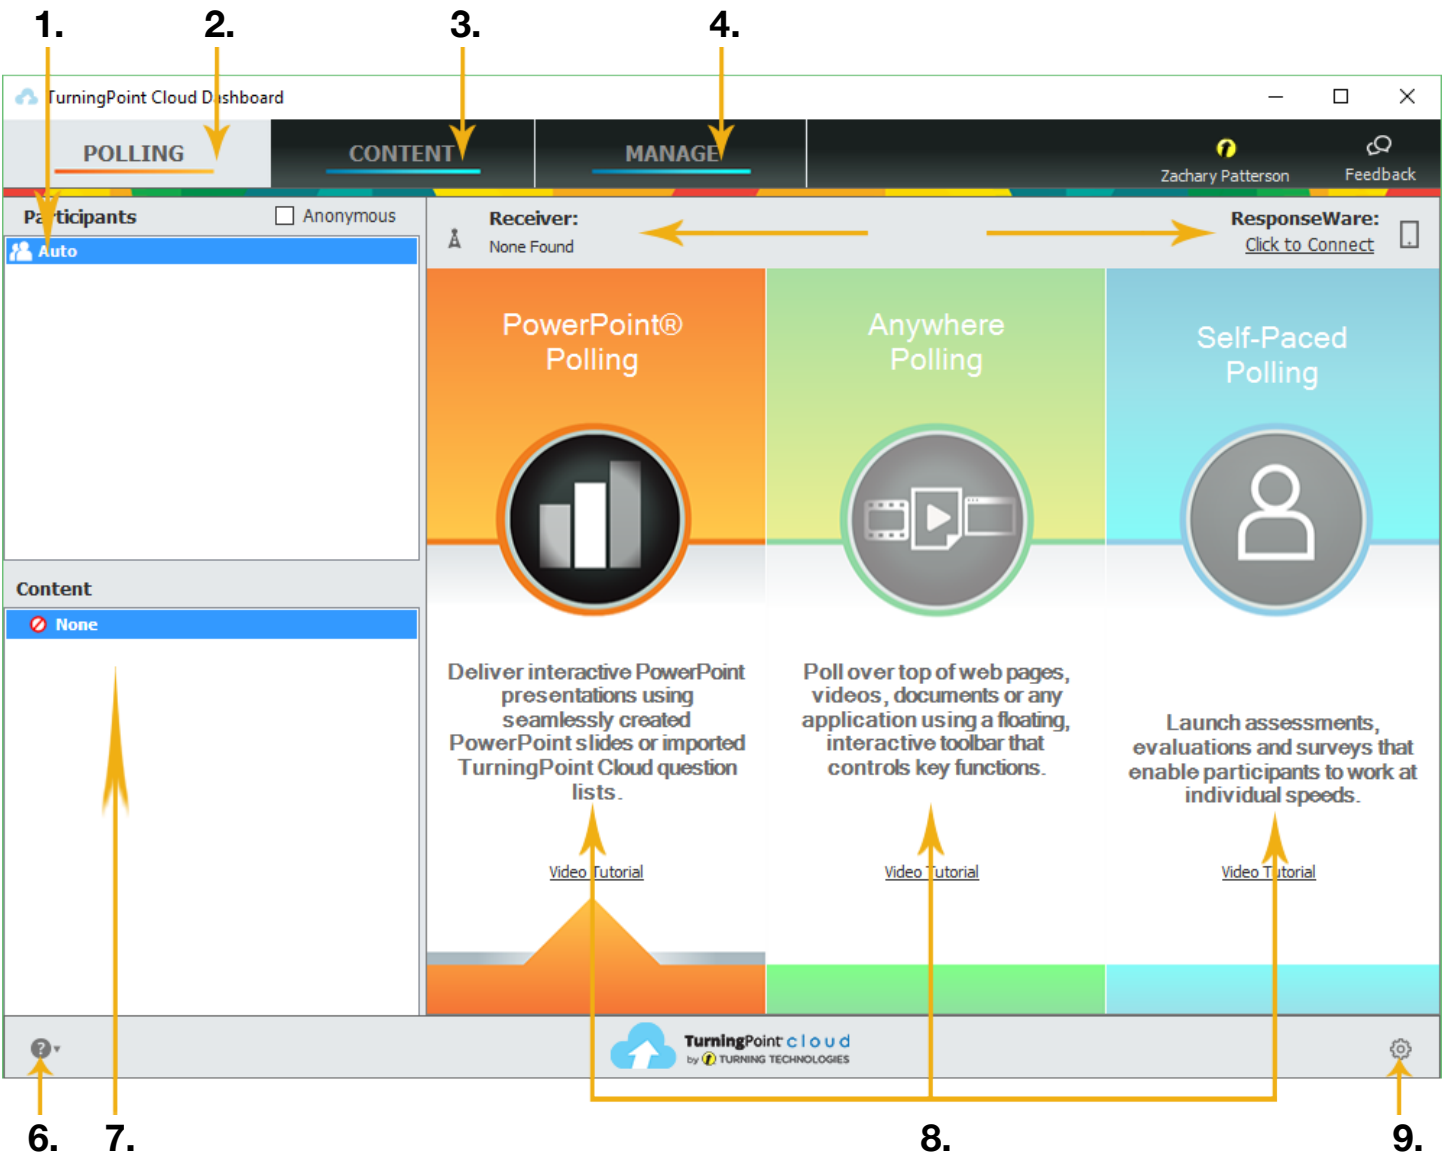 1.
2.
3.
4.
TurningPoint Cloud Dashboard
POLLING
CONTENT
MANAGE
Zachary Patterson
Feedback
Participants
Anonymous
Auto
Receiver:
None Found
ResponseWare:
Click to Connect
PowerPoint®
Polling
Anywhere
Polling
Self-Paced
Polling
Content
None
Deliver interactive PowerPoint
presentations using
seamlessly created
PowerPoint slides or imported
TurningPoint Cloud question
lists.
Video Tutorial
Poll over top of web pages,
videos, documents or any
application using a floating,
interactive toolbar that
controls key functions.
Video Tutorial
Launch assessments,
evaluations and surveys that
enable participants to work at
individual speeds.
Video Tutorial
TurningPoint cloud
by TURNING TECHNOLOGIES
6.
7.
8.
9.